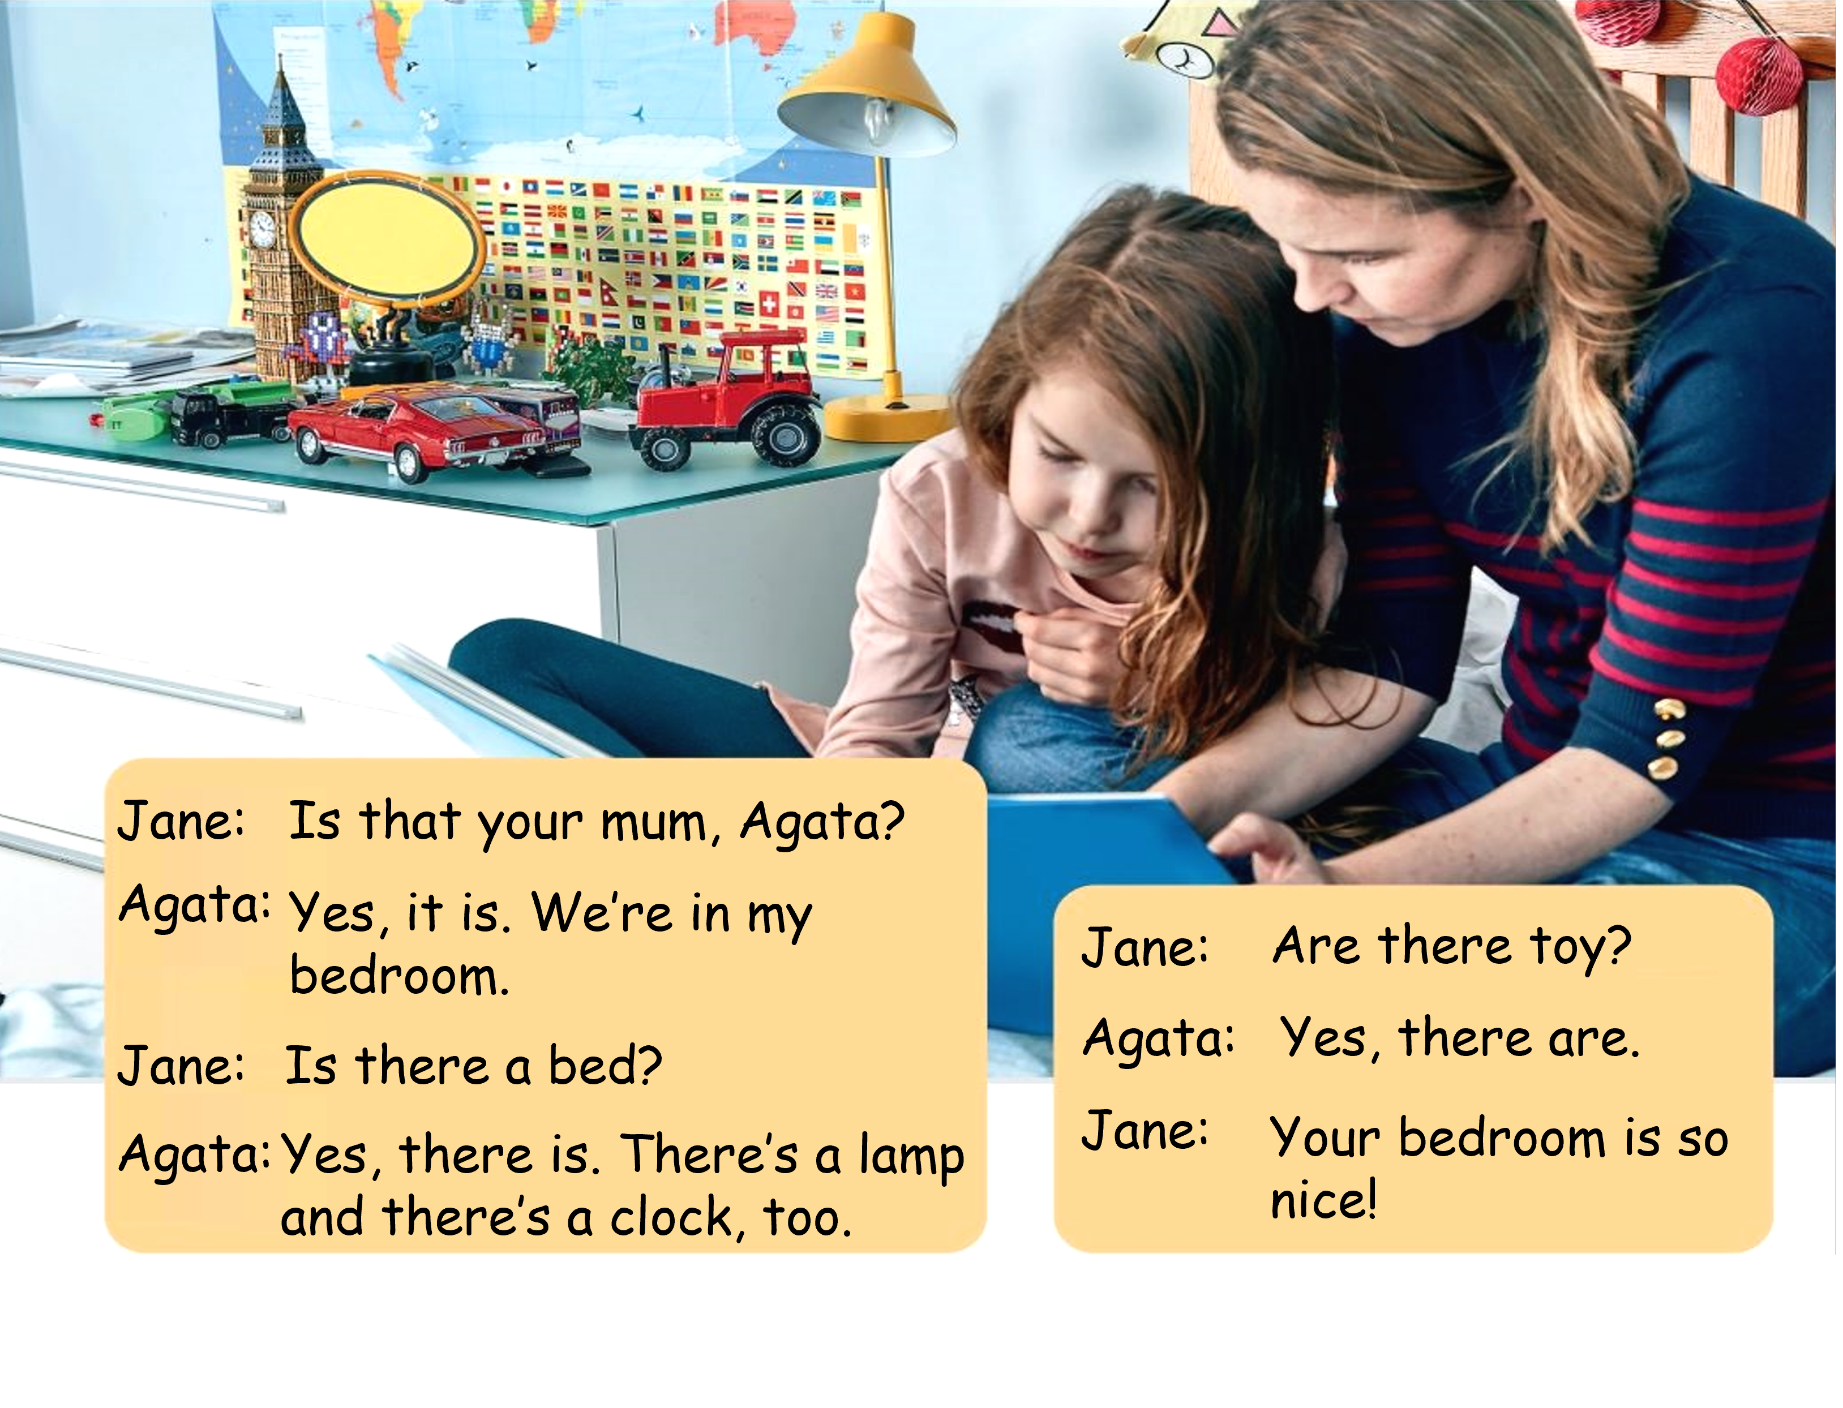 Jane: Is that your mum, Agata?
Agata: Yes, it is. We're in my
bedroom.
Jane: Is there a bed?
Agata: Yes, there is. There's a lamp
and there's a clock, too.
Jane: Are there toy?
Agata: Yes, there are.
Jane: Your bedroom is so
nice!